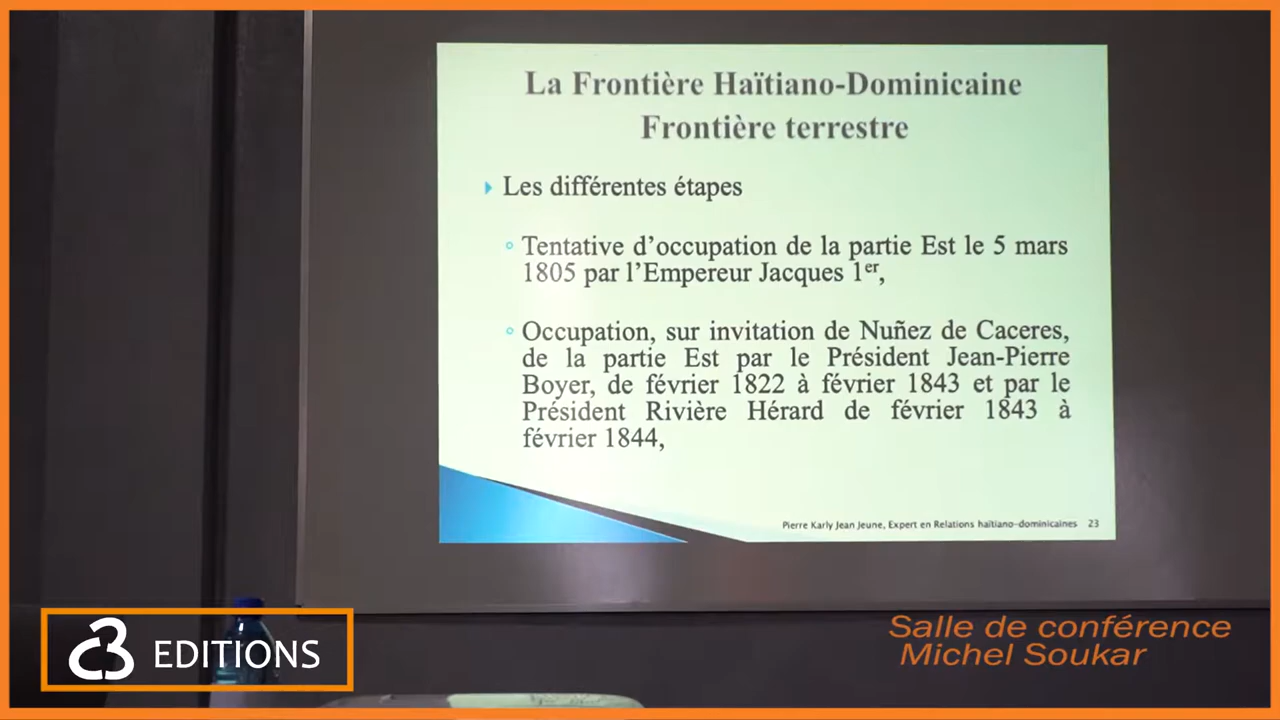 La Frontière Haïtiano-Dominicaine
Frontière terrestre
Les différentes étapes
Tentative d’occupation de la partie Est le 5 mars
1805 par l’Empereur Jacques 1er,
Occupation, sur invitation de Nuñez de Caceres,
de la partie Est par le Président Jean-Pierre
Boyer, de février 1822 à février 1843 et par le
Président Rivière Hérard de février 1843 à
février 1844,
Pierre Karly Jean Jeune, Expert en Relations haïtiano-dominicaines 23
C3 EDITIONS
Salle de conférence
Michel Soukar